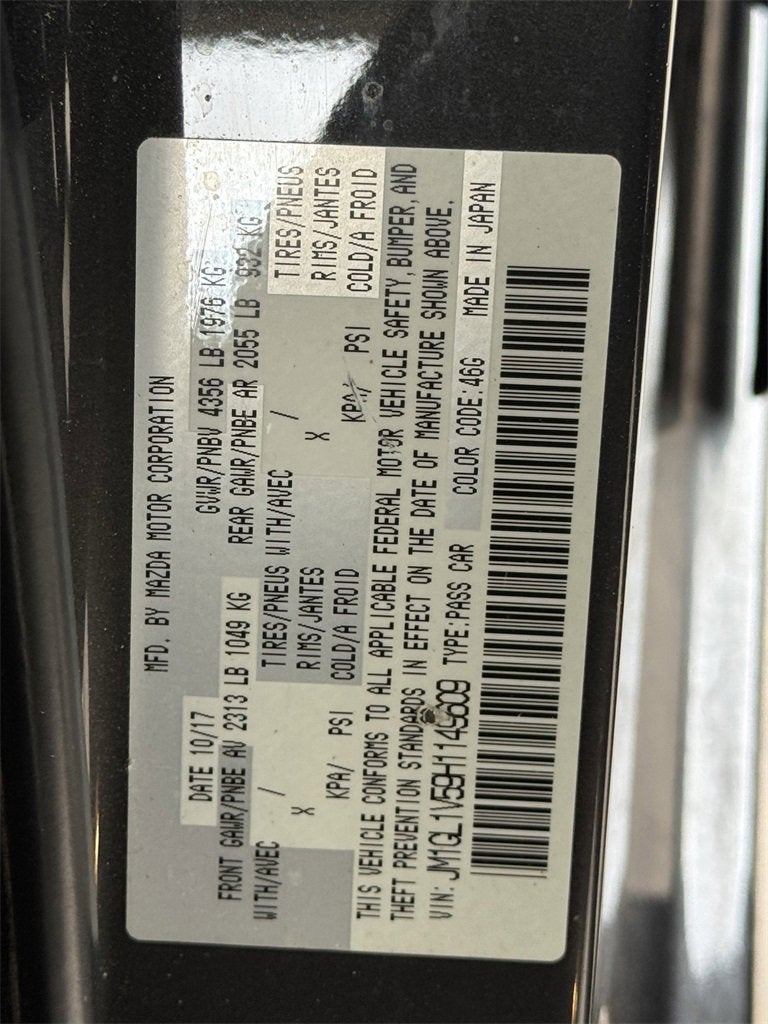 MFD. BY MAZDA MOTOR CORPORATION
DATE 10/17 GVWR/PNBV 4356 LB 1976 KG
FRONT GAWR/PNBE AV 2313 LB 1049 KG REAR GAWR/PNBE AR 2055 LB 932 KG
WITH/AVEC / TIRES/PNEUS WITH/AVEC / TIRES/PNEUS
X RIMS/JANTES X RIMS/JANTES
KPA/ PSI COLD/A FROID KPA/ PSI COLD/A FROID
THIS VEHICLE CONFORMS TO ALL APPLICABLE FEDERAL MOTOR VEHICLE SAFETY, BUMPER, AND
THEFT PREVENTION STANDARDS IN EFFECT ON THE DATE OF MANUFACTURE SHOWN ABOVE.
VIN: JM1GL1V59H1149609 TYPE:PASS CAR COLOR CODE:46G MADE IN JAPAN